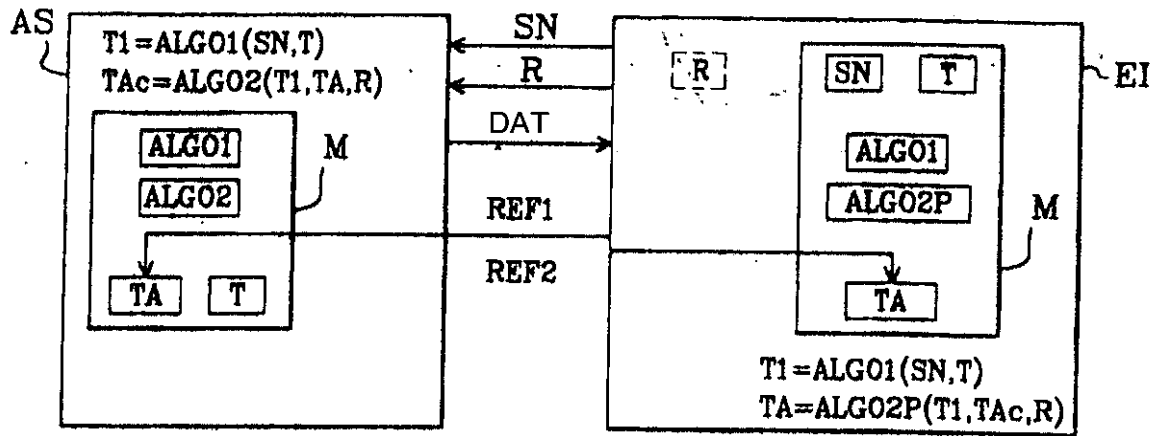 AS
T1=ALGO1(SN,T)
TAc=ALGO2(T1,TA,R)
ALGO1
ALGO2
M
TA
T
SN
R
DAT
REF1
REF2
R
SN
T
EI
ALGO1
ALGO2P
M
TA
T1=ALGO1(SN,T)
TA=ALGO2P(T1,TAc,R)